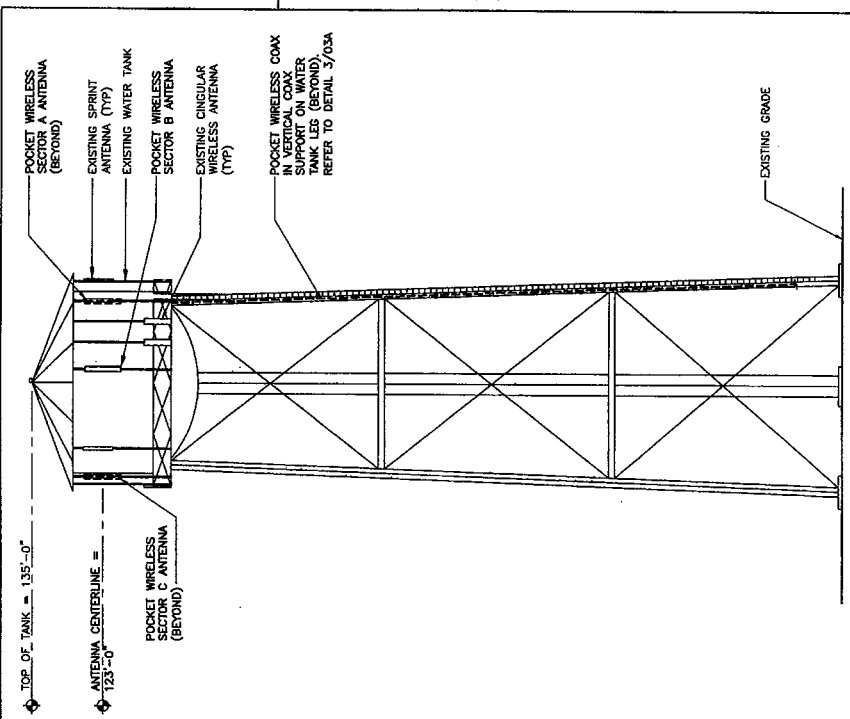 POCKET WIRELESS
SECTOR A ANTENNA
(BEYOND)
EXISTING SPRINT
ANTENNA (TYP)
EXISTING WATER TANK
POCKET WIRELESS
SECTOR B ANTENNA
EXISTING CINGULAR
WIRELESS ANTENNA
(TYP)
POCKET WIRELESS COAX
IN VERTICAL COAX
SUPPORT ON WATER
TANK LEG (BEYOND).
REFER TO DETAIL 3/03A
EXISTING GRADE
TOP OF TANK = 135'-0"
ANTENNA CENTERLINE =
123'-0"
POCKET WIRELESS
SECTOR C ANTENNA
(BEYOND)